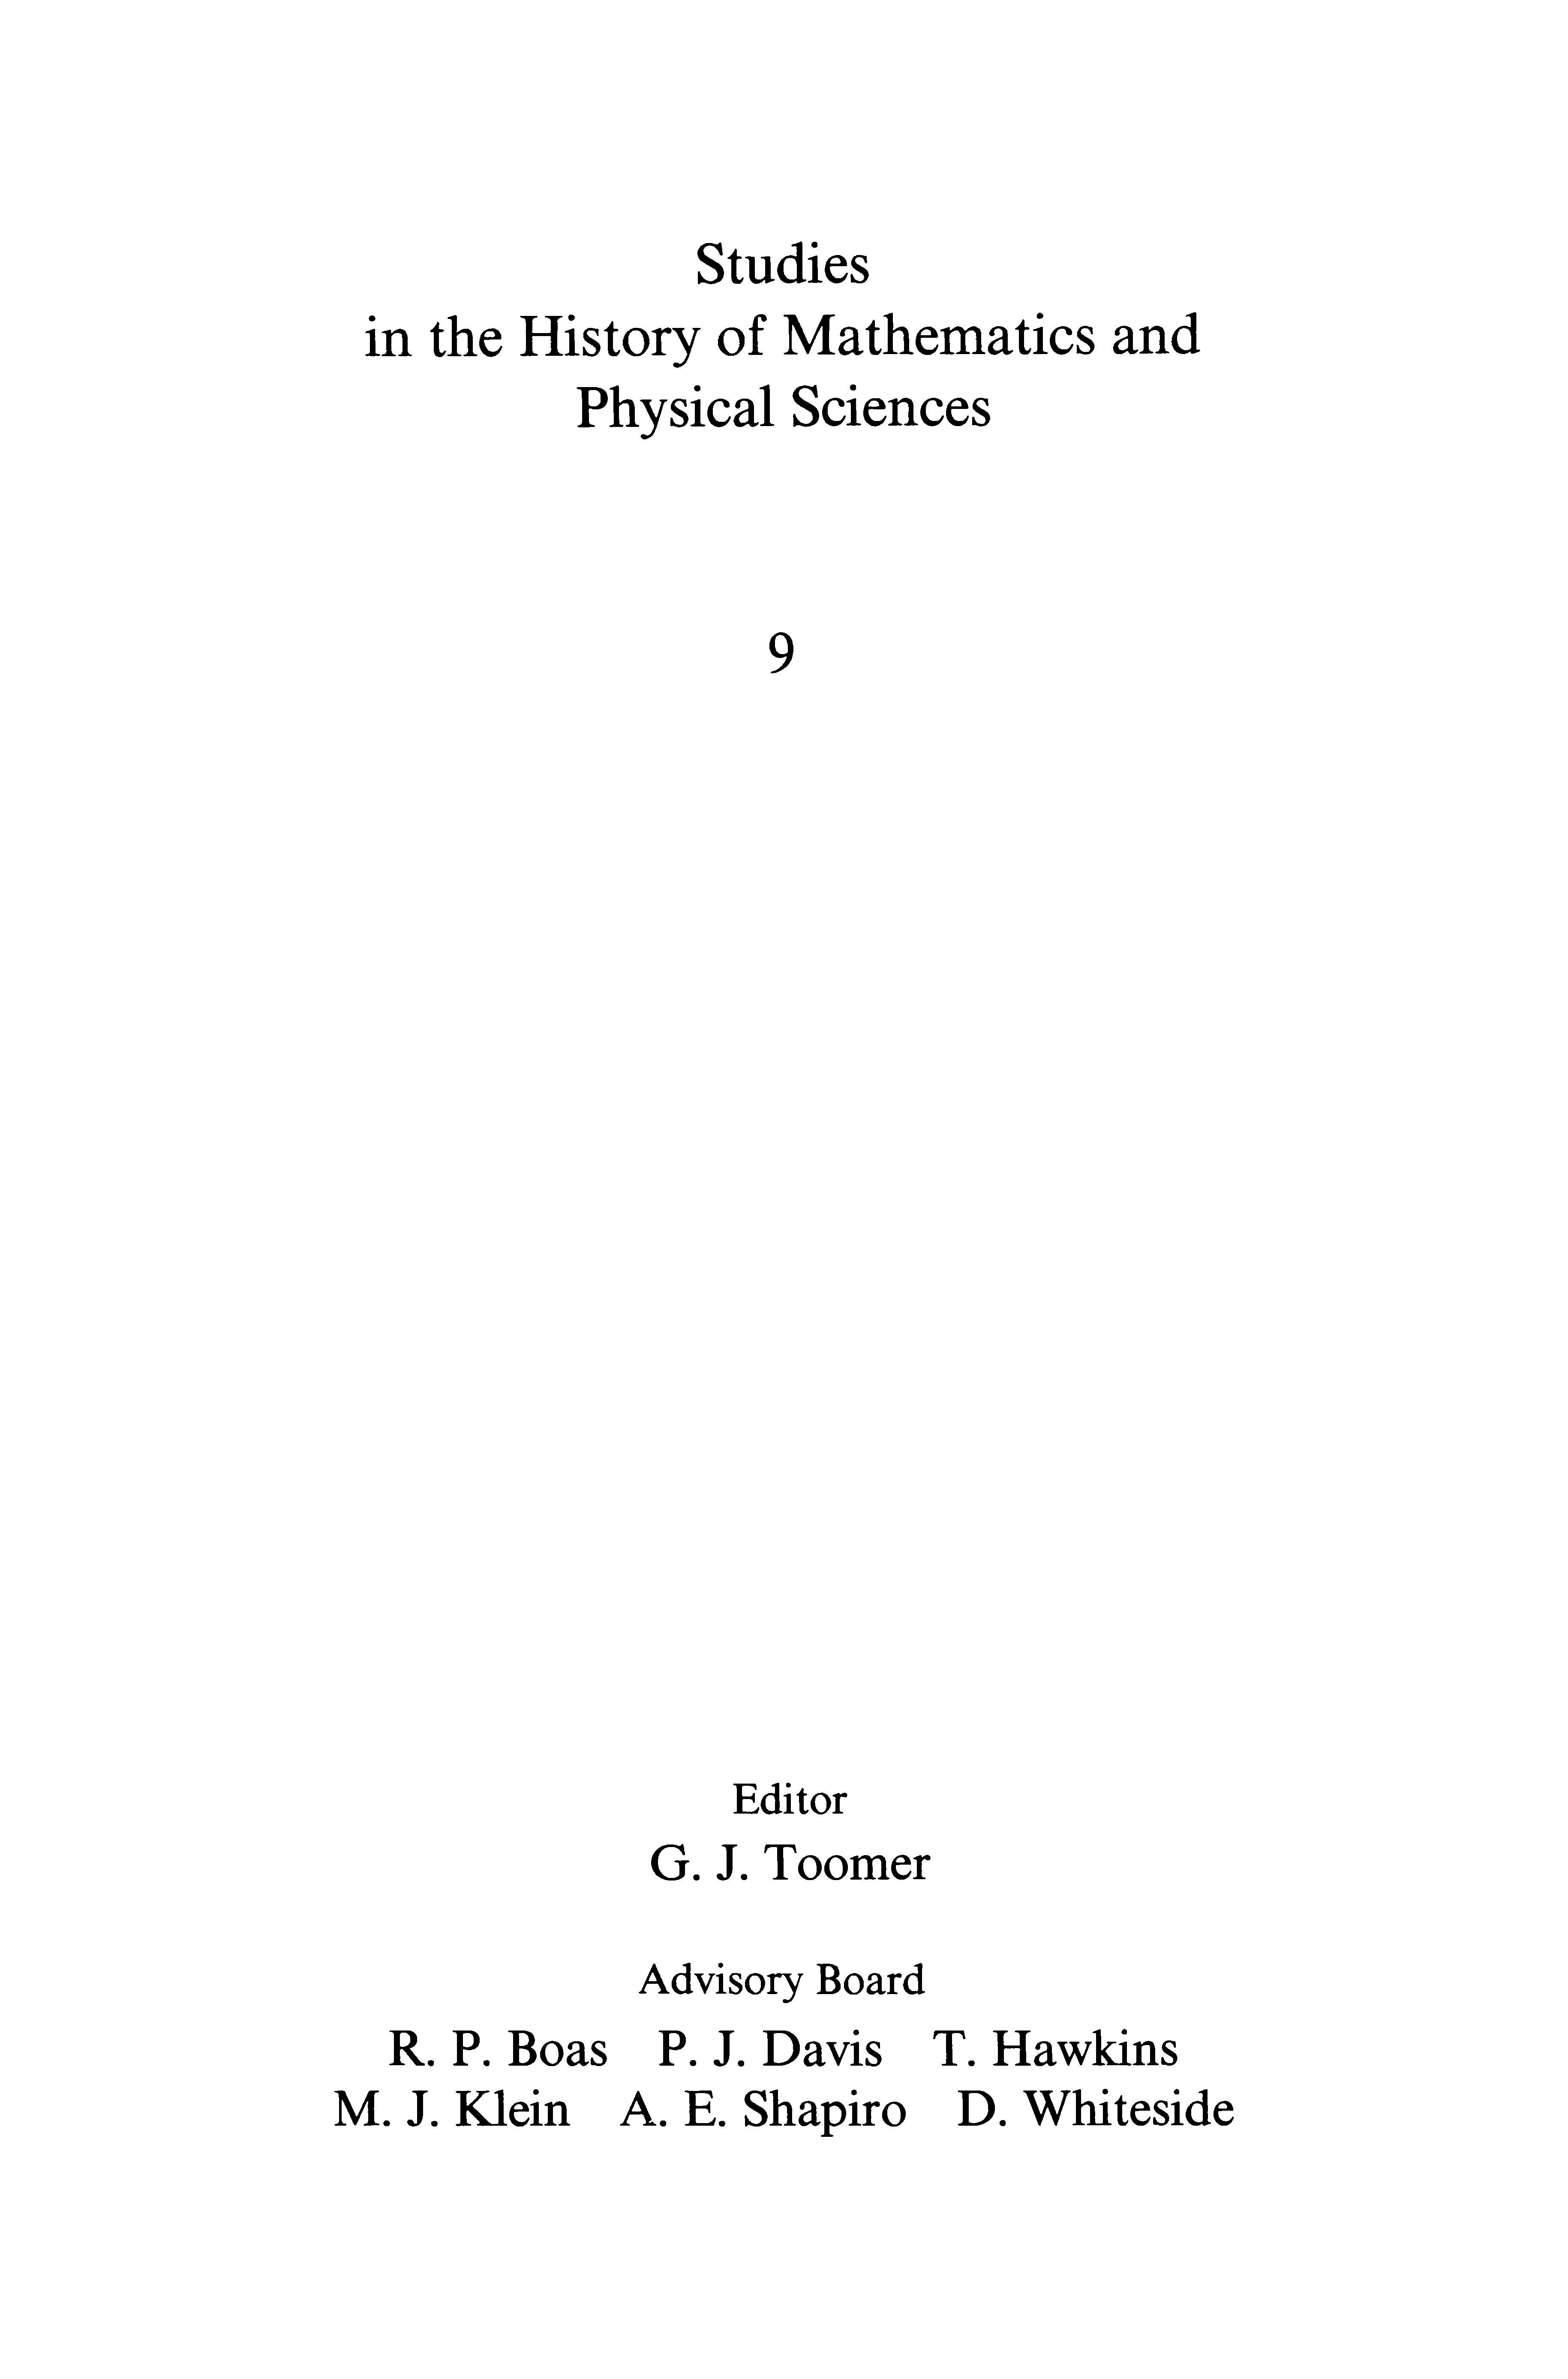 Studies
in the History of Mathematics and
Physical Sciences
9
Editor
G. J. Toomer
Advisory Board
R. P. Boas P. J. Davis T. Hawkins
M. J. Klein A. E. Shapiro D. Whiteside